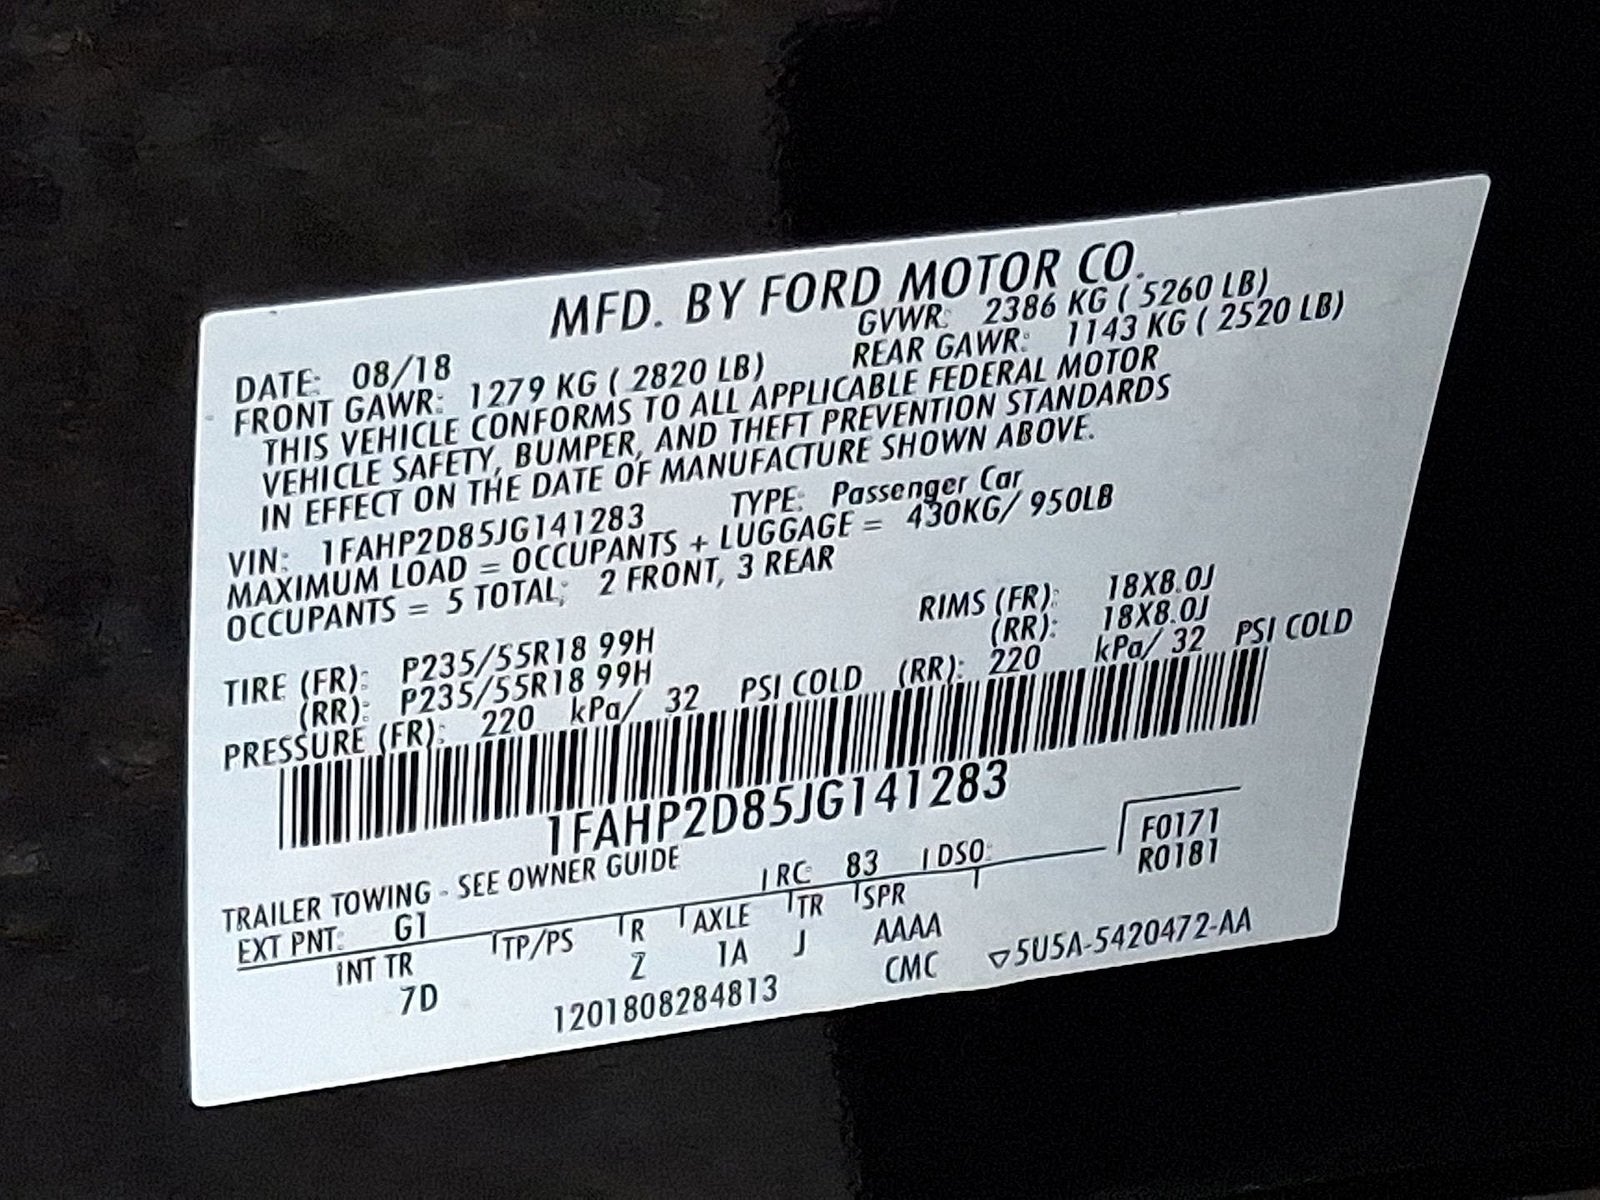 MFD. BY FORD MOTOR CO.
DATE: 08/18 GVWR: 2386 KG ( 5260 LB)
FRONT GAWR: 1279 KG ( 2820 LB) REAR GAWR: 1143 KG ( 2520 LB)
THIS VEHICLE CONFORMS TO ALL APPLICABLE FEDERAL MOTOR
VEHICLE SAFETY, BUMPER, AND THEFT PREVENTION STANDARDS
IN EFFECT ON THE DATE OF MANUFACTURE SHOWN ABOVE.
VIN: 1FAHP2D85JG141283 TYPE: Passenger Car
MAXIMUM LOAD = OCCUPANTS + LUGGAGE = 430KG/ 950LB
OCCUPANTS = 5 TOTAL; 2 FRONT, 3 REAR
TIRE (FR): P235/55R18 99H RIMS (FR): 18X8.0J
(RR): P235/55R18 99H (RR): 18X8.0J
PRESSURE (FR): 220 kPa/ 32 PSI COLD (RR): 220 kPa/ 32 PSI COLD
1FAHP2D85JG141283
TRAILER TOWING - SEE OWNER GUIDE
F0171
EXT PNT: G1 RC: 83 DSO: R0181
INT TR TP/PS R AXLE TR SPR
7D Z 1A J AAAA
1201808284813 CMC ▽5U5A-5420472-AA